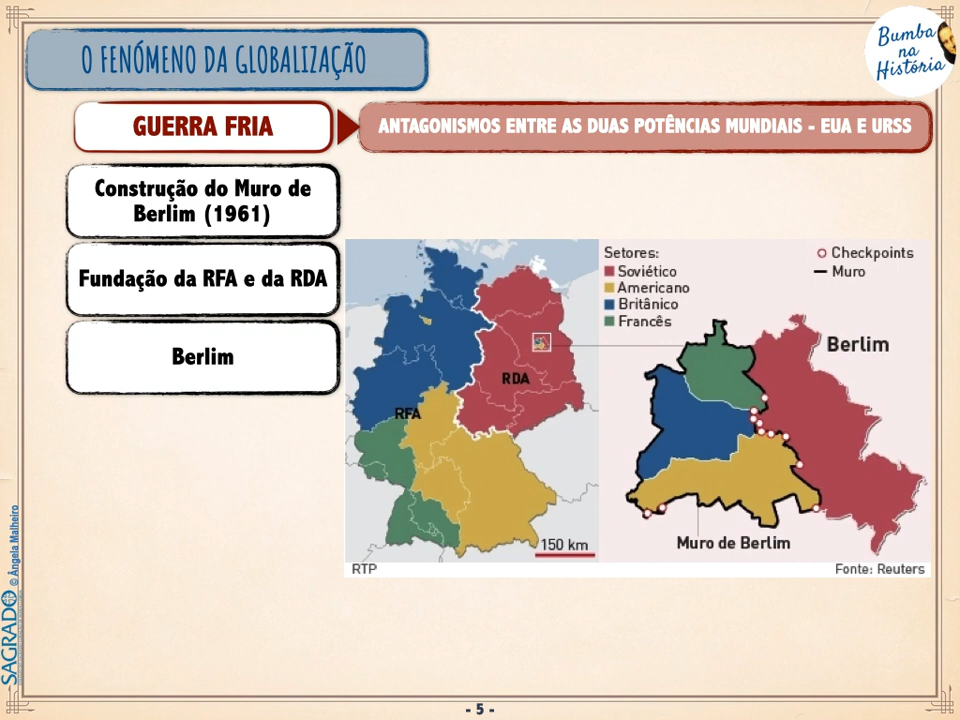 O FENÓMENO DA GLOBALIZAÇÃO
Bumba
na
História
GUERRA FRIA
ANTAGONISMOS ENTRE AS DUAS POTÊNCIAS MUNDIAIS - EUA E URSS
Construção do Muro de
Berlim (1961)
Fundação da RFA e da RDA
Berlim
Setores:
Soviético
Americano
Britânico
Francês
Checkpoints
Muro
Berlim
RDA
RFA
150 km
Muro de Berlim
RTP
Fonte: Reuters
SAGRADO
© Ângela Malheiro
- 5 -